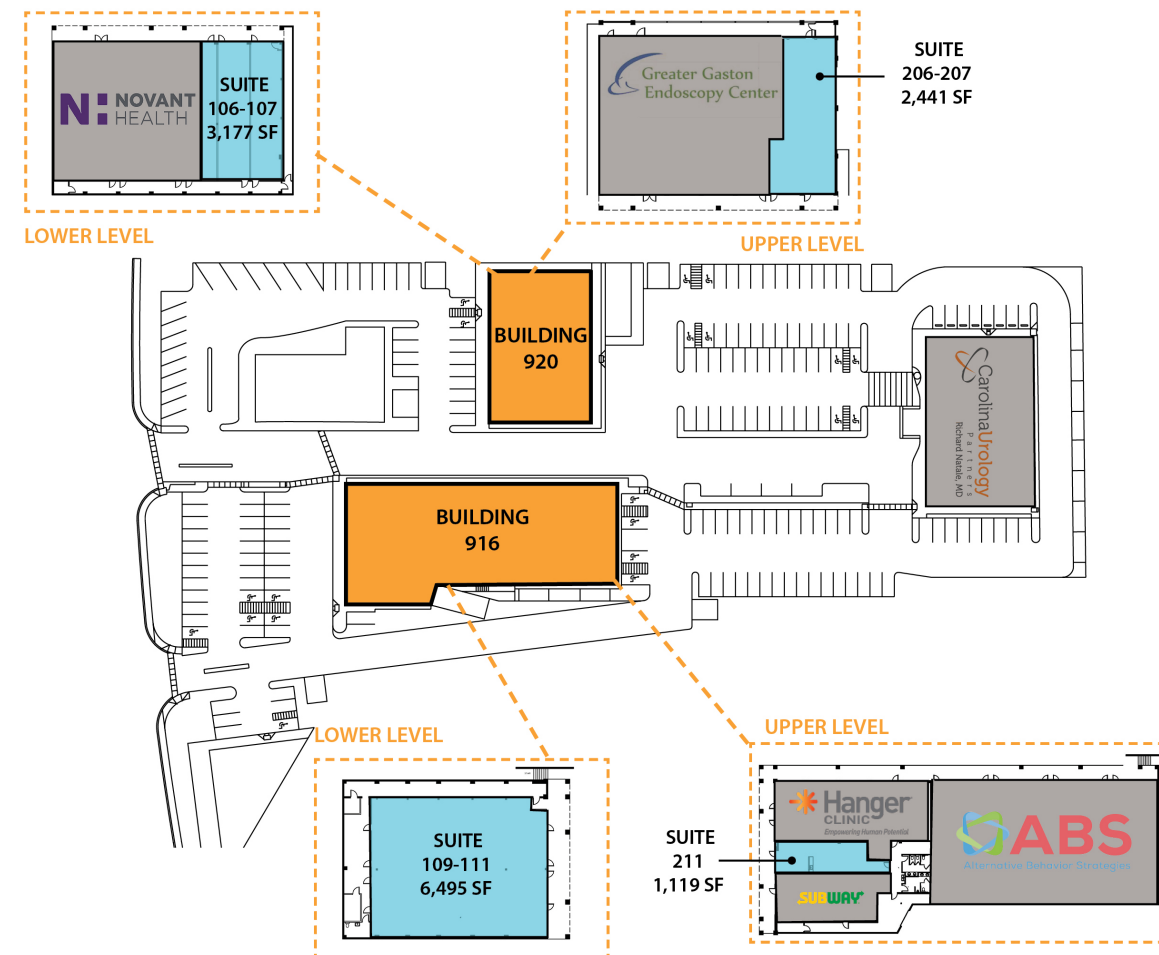 NOVANT
HEALTH
SUITE
106-107
3,177 SF
LOWER LEVEL
Greater Gaston
Endoscopy Center
SUITE
206-207
2,441 SF
UPPER LEVEL
BUILDING
920
CarolinaUrology
Partners
Richard Natale, MD
BUILDING
916
LOWER LEVEL
SUITE
109-111
6,495 SF
UPPER LEVEL
Hanger
CLINIC
Empowering Human Potential
SUITE
211
1,119 SF
SUBWAY
ABS
Alternative Behavior Strategies